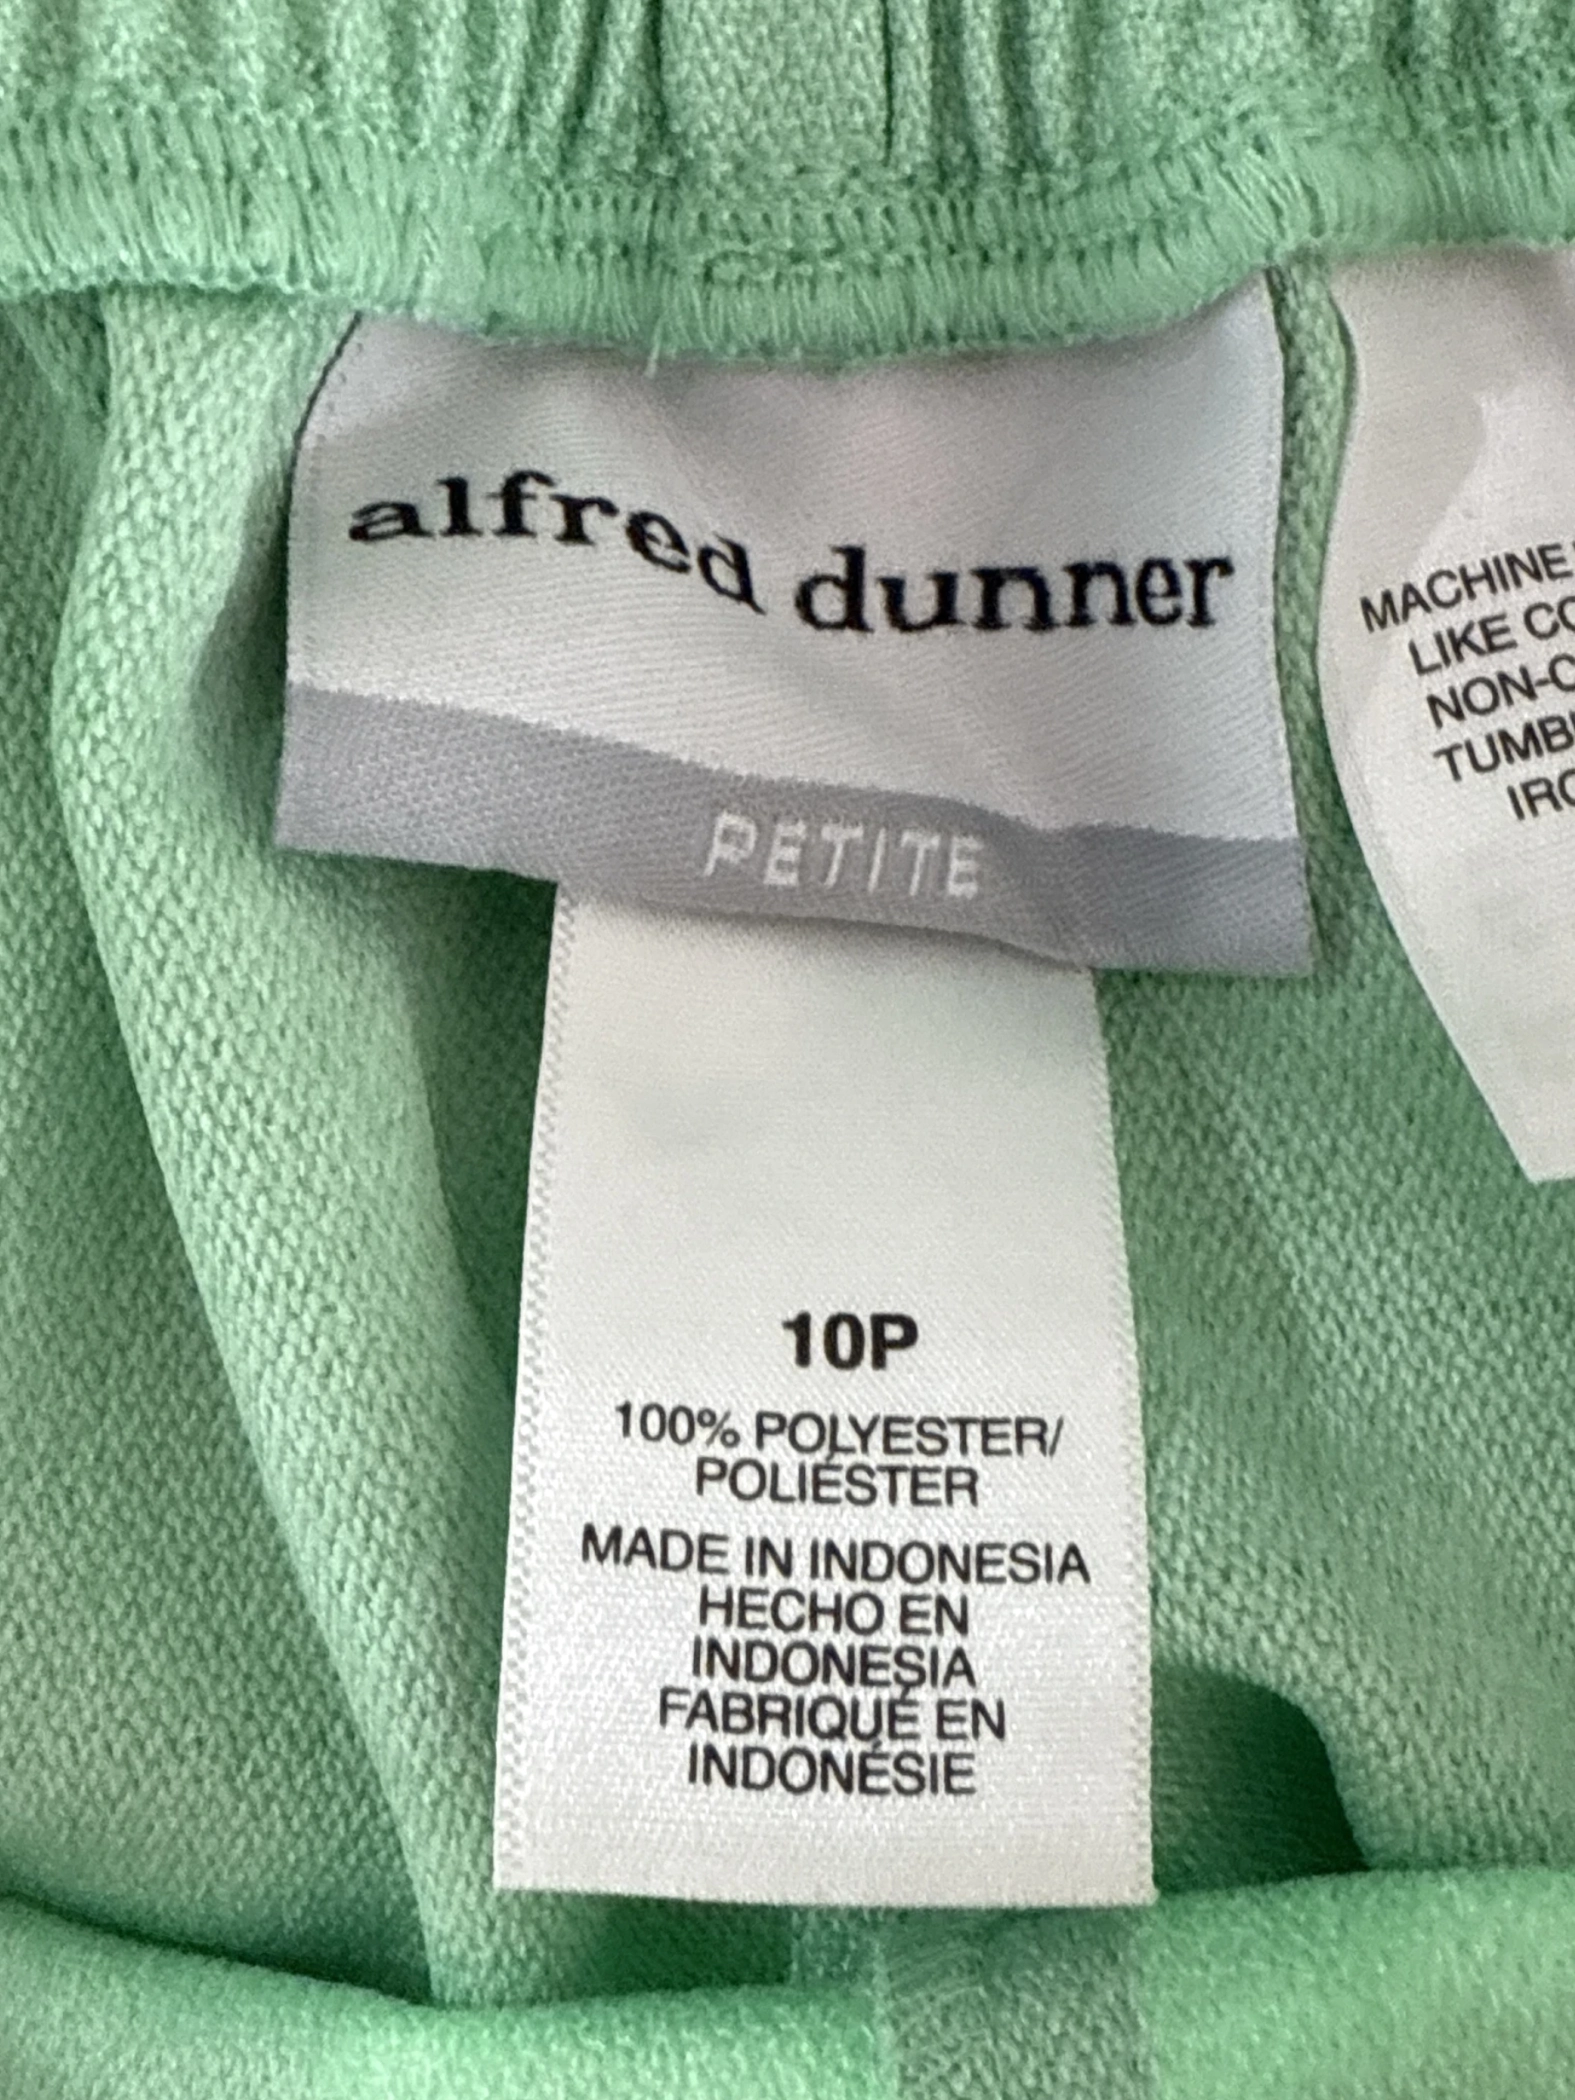 alfred dunner
PETITE
10P
100% POLYESTER/
POLIÉSTER
MADE IN INDONESIA
HECHO EN
INDONESIA
FABRIQUÉ EN
INDONÉSIE
MACHINE
LIKE